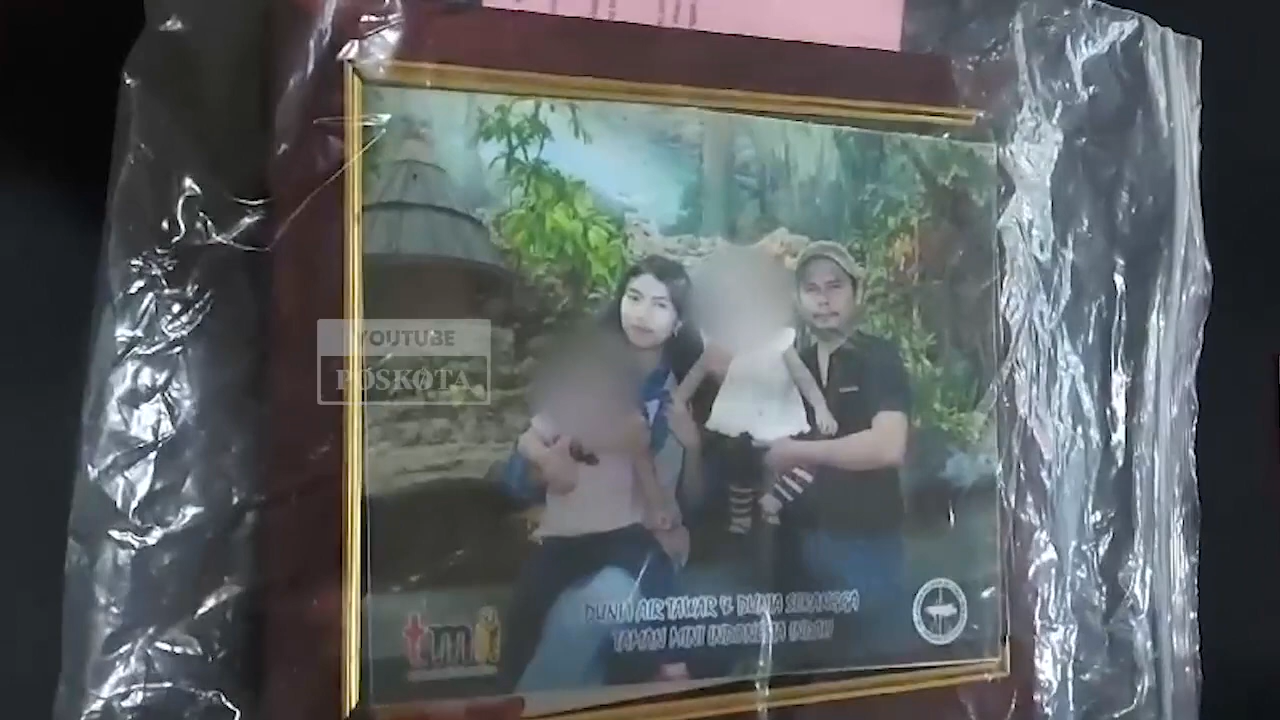 YOUTUBE
POSKOTA
tmii
DUNIA AIR TAWAR & DUNIA SERANGGA
TAMAN MINI INDONESIA INDAH